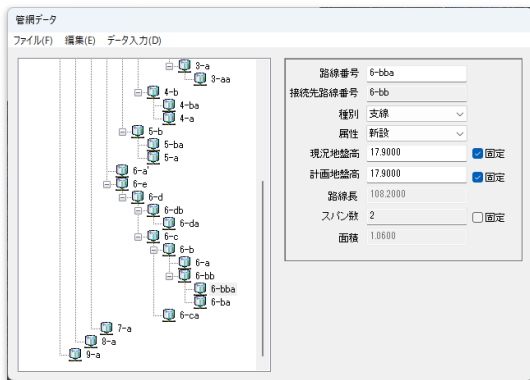 管網データ
ファイル(F) 編集(E) データ入力(D)
3-a
3-aa
4-b
4-ba
4-a
5-b
5-ba
5-a
6-a'
6-e
6-d
6-db
6-da
6-c
6-b
6-a
6-bb
6-bba
6-ba
6-ca
7-a
8-a
9-a
路線番号 6-bba
接続先路線番号 6-bb
種別 支線
属性 新設
現況地盤高 17.9000 固定
計画地盤高 17.9000 固定
路線長 108.2000
スパン数 2 固定
面積 1.0600